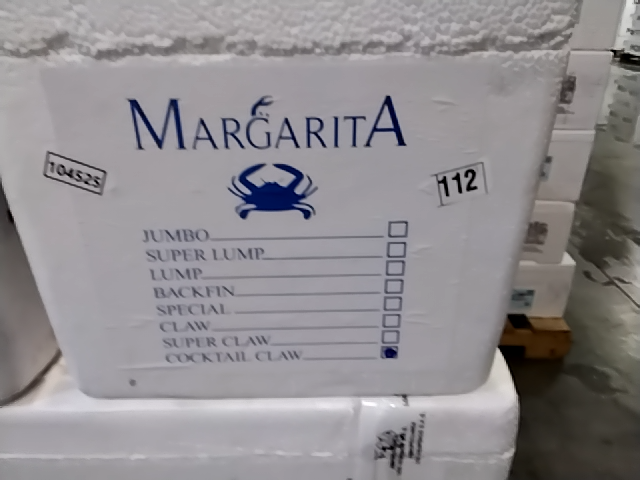 MARGARITA
104525
112
JUMBO
SUPER LUMP
LUMP
BACKFIN
SPECIAL
CLAW
SUPER CLAW
COCKTAIL CLAW